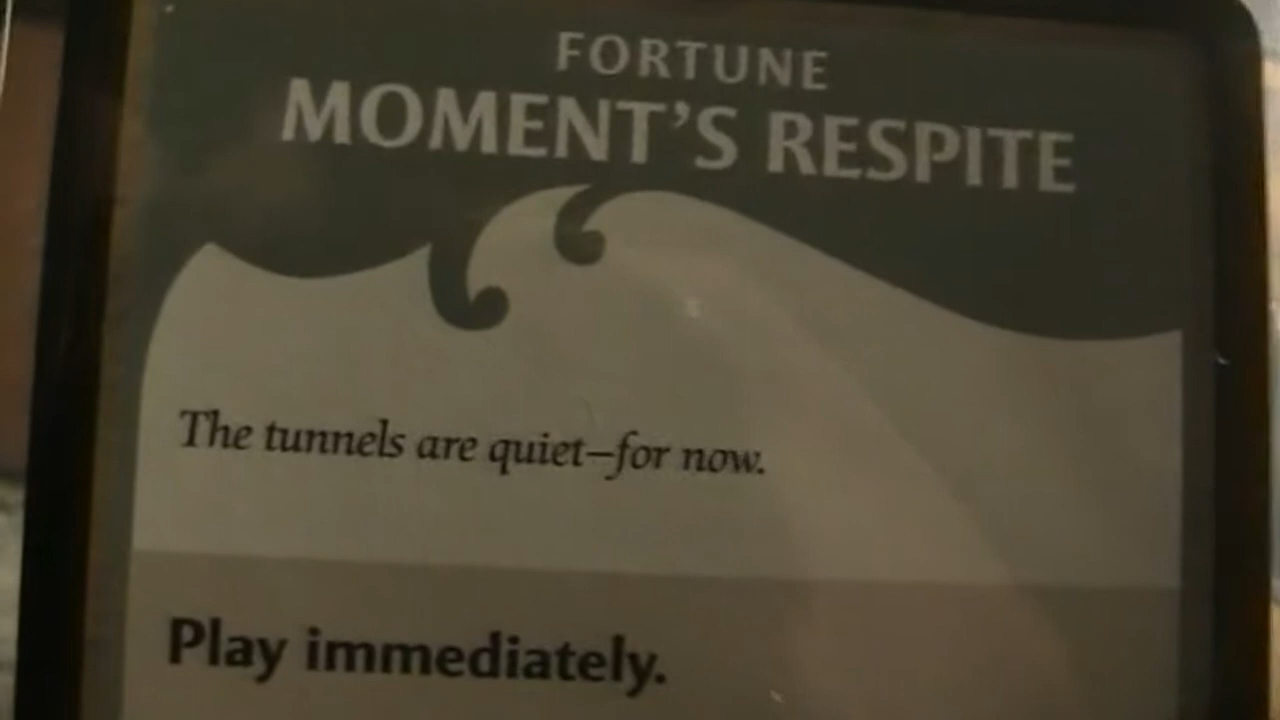 FORTUNE
MOMENT'S RESPITE
The tunnels are quiet—for now.
Play immediately.